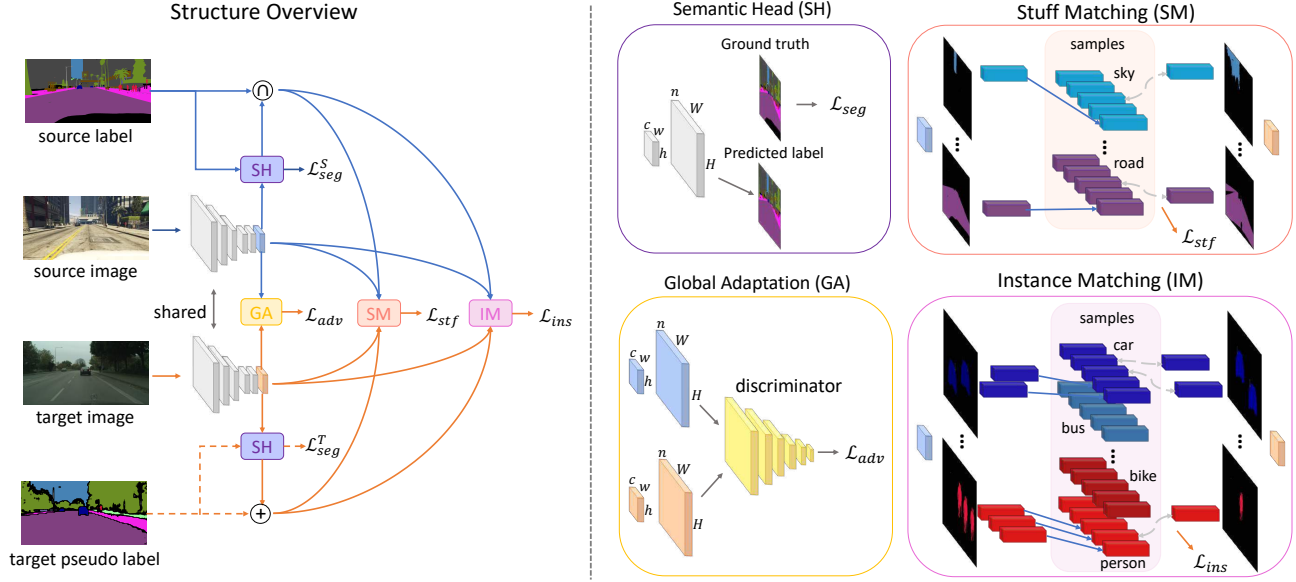 Structure Overview
source label
∩
SH
ℒ^S_seg
source image
shared
GA
ℒ_adv
SM
ℒ_stf
IM
ℒ_ins
target image
SH
ℒ^T_seg
+
target pseudo label
Semantic Head (SH)
Ground truth
n
W
c
w
h
H
ℒ_seg
Predicted label
Stuff Matching (SM)
samples
sky
road
ℒ_stf
Global Adaptation (GA)
n
W
c
w
h
H
discriminator
n
W
c
w
h
H
ℒ_adv
Instance Matching (IM)
samples
car
bus
bike
person
ℒ_ins